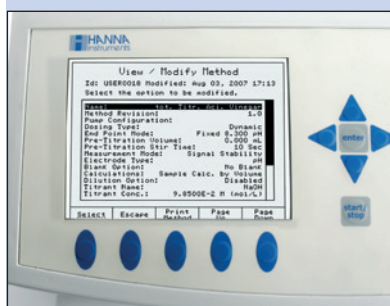 HANNA
instruments
View / Modify Method
Id: USER0018 Modified: Aug 03, 2007 17:13
Select the option to be modified.
Name: tot. Titr. Aci. Vinegar
Method Revision: 1.0
Pump Configuration:
Dosing Type: Dynamic
End Point Mode: Fixed 8.300 pH
Pre-Titration Volume: 0.000 mL
Pre-Titration Stir Time: 10 Sec
Measurement Mode: Signal Stability
Electrode Type: pH
Blank Option: No Blank
Calculations: Sample Calc. by Volume
Dilution Option: Disabled
Titrant Name: NaOH
Titrant Conc.: 9.8500E-2 M (mol/L)
Select Escape Print Method Page Up Page Down
enter
start/
stop